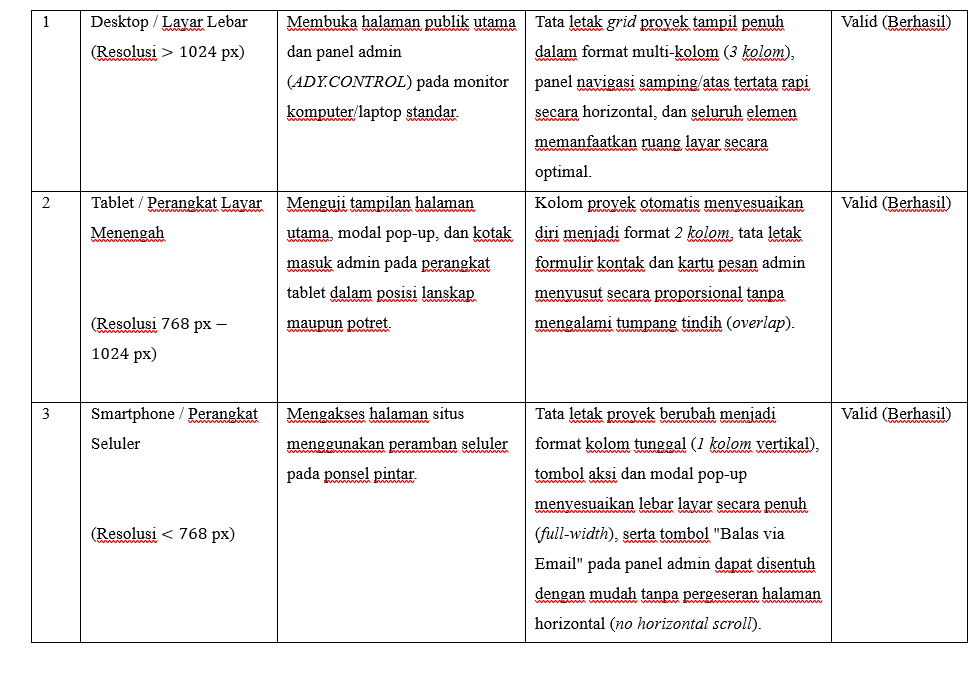 1
Desktop / Layar Lebar
(Resolusi > 1024 px)
Membuka halaman publik utama
dan panel admin
(ADY.CONTROL) pada monitor
komputer/laptop standar.
Tata letak grid proyek tampil penuh
dalam format multi-kolom (3 kolom),
panel navigasi samping/atas tertata rapi
secara horizontal, dan seluruh elemen
memanfaatkan ruang layar secara
optimal.
Valid (Berhasil)
2
Tablet / Perangkat Layar
Menengah
(Resolusi 768 px –
1024 px)
Menguji tampilan halaman
utama, modal pop-up, dan kotak
masuk admin pada perangkat
tablet dalam posisi lanskap
maupun potret.
Kolom proyek otomatis menyesuaikan
diri menjadi format 2 kolom, tata letak
formulir kontak dan kartu pesan admin
menyusut secara proporsional tanpa
mengalami tumpang tindih (overlap).
Valid (Berhasil)
3
Smartphone / Perangkat
Seluler
(Resolusi < 768 px)
Mengakses halaman situs
menggunakan peramban seluler
pada ponsel pintar.
Tata letak proyek berubah menjadi
format kolom tunggal (1 kolom vertikal),
tombol aksi dan modal pop-up
menyesuaikan lebar layar secara penuh
(full-width), serta tombol "Balas via
Email" pada panel admin dapat disentuh
dengan mudah tanpa pergeseran halaman
horizontal (no horizontal scroll).
Valid (Berhasil)